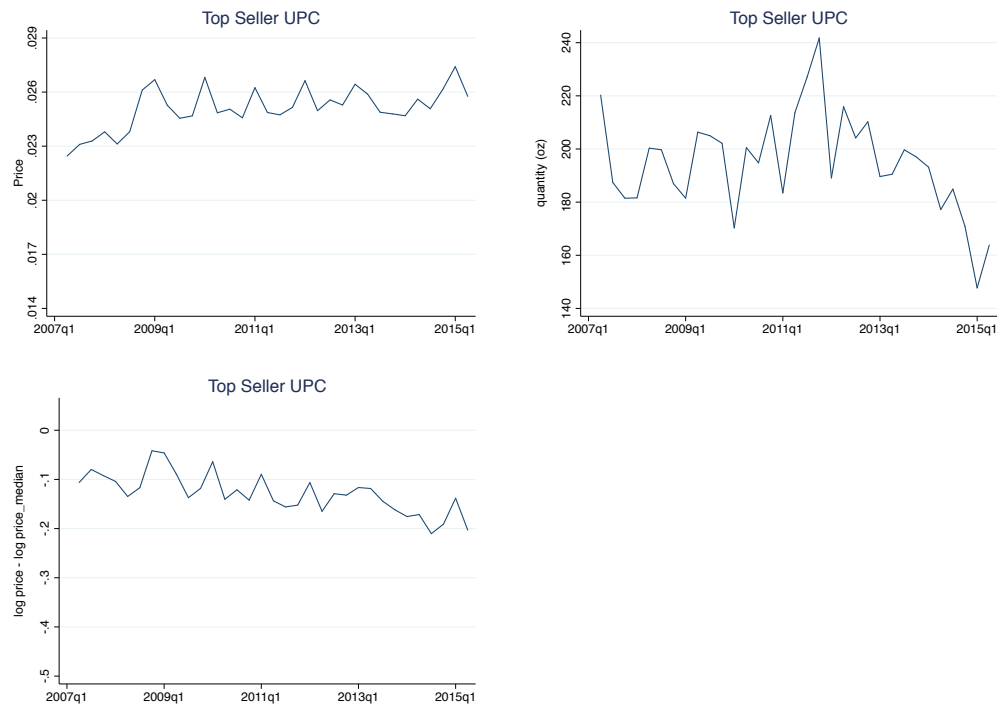 Top Seller UPC
Price
.029
.026
.023
.02
.017
.014
2007q1 2009q1 2011q1 2013q1 2015q1
Top Seller UPC
quantity (oz)
240
220
200
180
160
140
2007q1 2009q1 2011q1 2013q1 2015q1
Top Seller UPC
log price - log price_median
0
-.1
-.2
-.3
-.4
-.5
2007q1 2009q1 2011q1 2013q1 2015q1